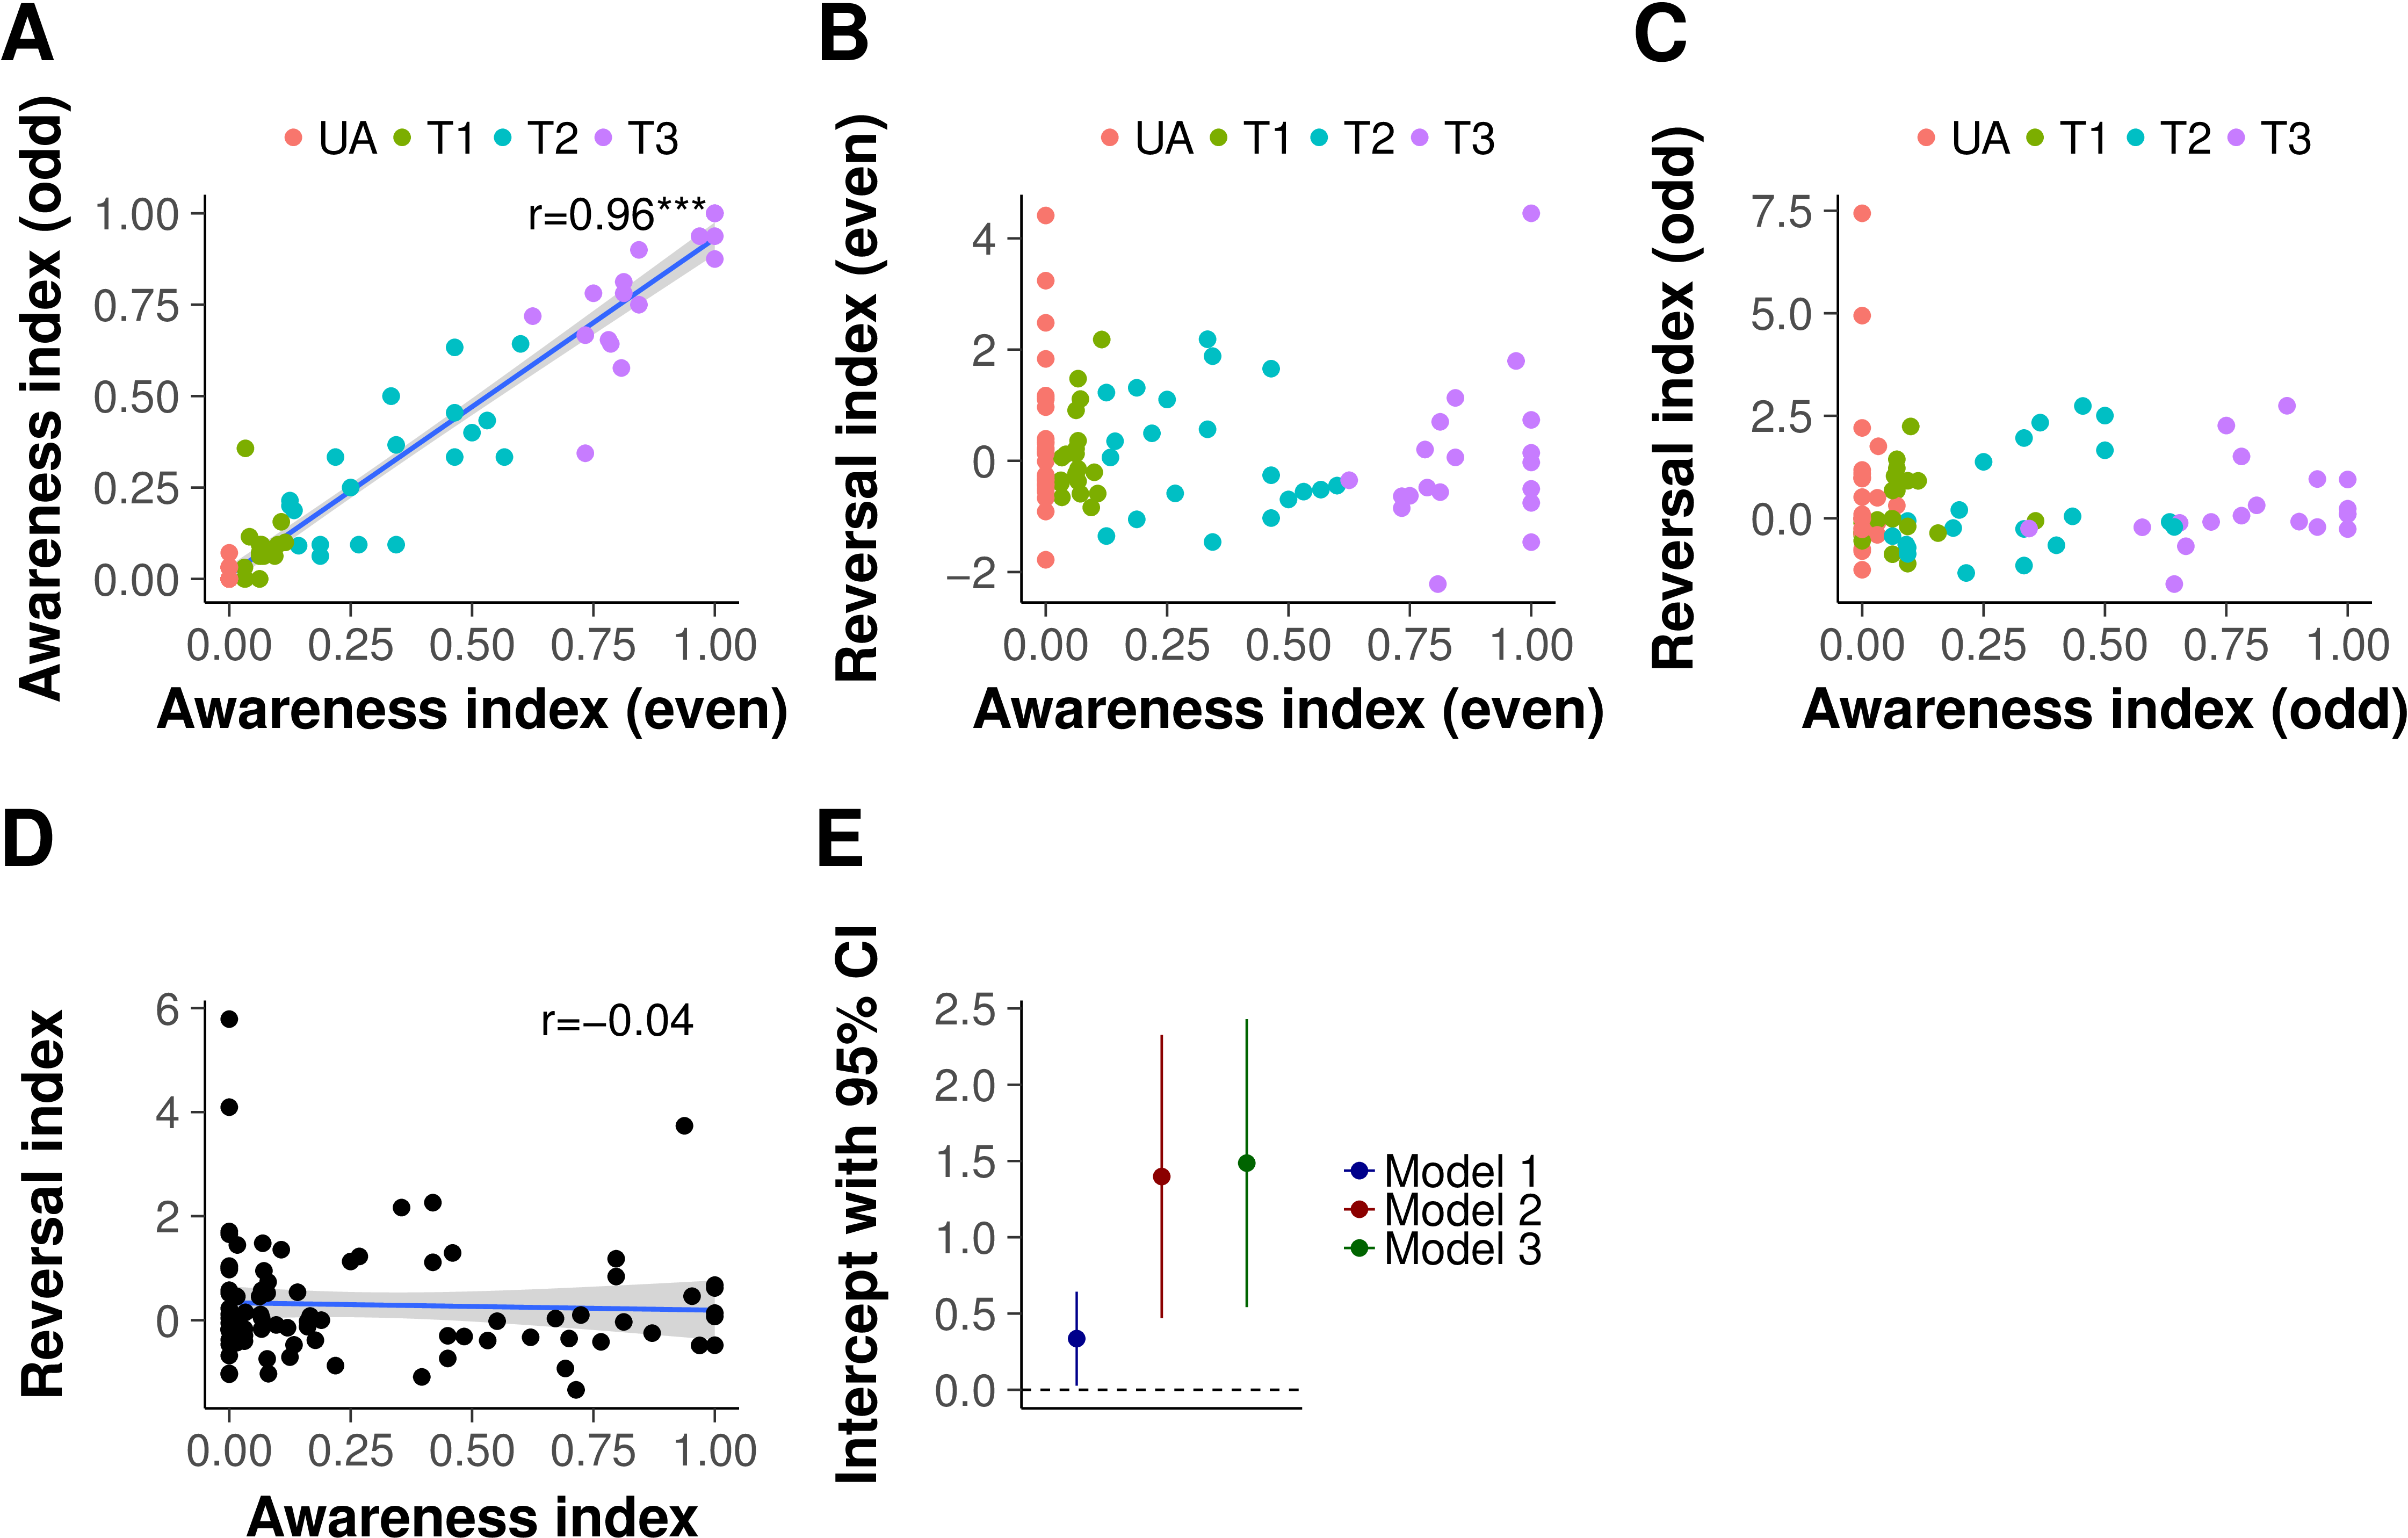 A
B
C
UA T1 T2 T3
UA T1 T2 T3
UA T1 T2 T3
Awareness index (odd)
1.00
0.75
0.50
0.25
0.00
r=0.96***
0.00 0.25 0.50 0.75 1.00
Awareness index (even)
Reversal index (even)
4
2
0
−2
0.00 0.25 0.50 0.75 1.00
Awareness index (even)
Reversal index (odd)
7.5
5.0
2.5
0.0
0.00 0.25 0.50 0.75 1.00
Awareness index (odd)
D
E
Reversal index
6
4
2
0
r=−0.04
0.00 0.25 0.50 0.75 1.00
Awareness index
Intercept with 95% CI
2.5
2.0
1.5
1.0
0.5
0.0
Model 1
Model 2
Model 3